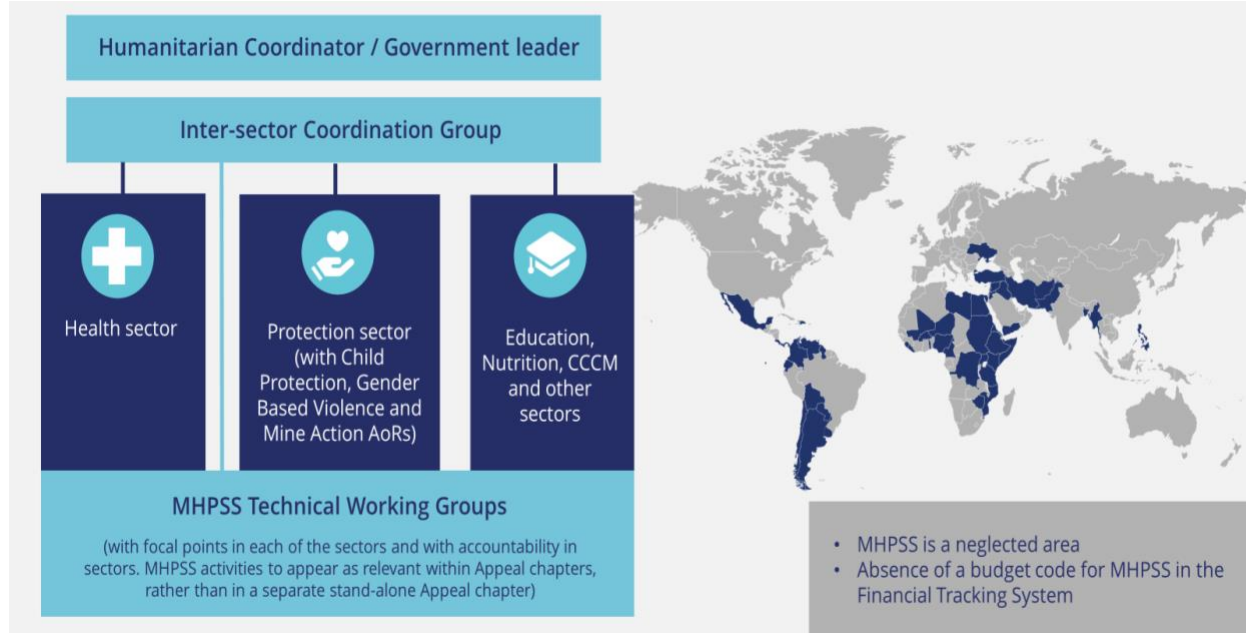 Humanitarian Coordinator / Government leader
Inter-sector Coordination Group
Health sector
Protection sector
(with Child
Protection, Gender
Based Violence and
Mine Action AoRs)
Education,
Nutrition, CCCM
and other
sectors
MHPSS Technical Working Groups
(with focal points in each of the sectors and with accountability in
sectors. MHPSS activities to appear as relevant within Appeal chapters,
rather than in a separate stand-alone Appeal chapter)
• MHPSS is a neglected area
• Absence of a budget code for MHPSS in the
Financial Tracking System